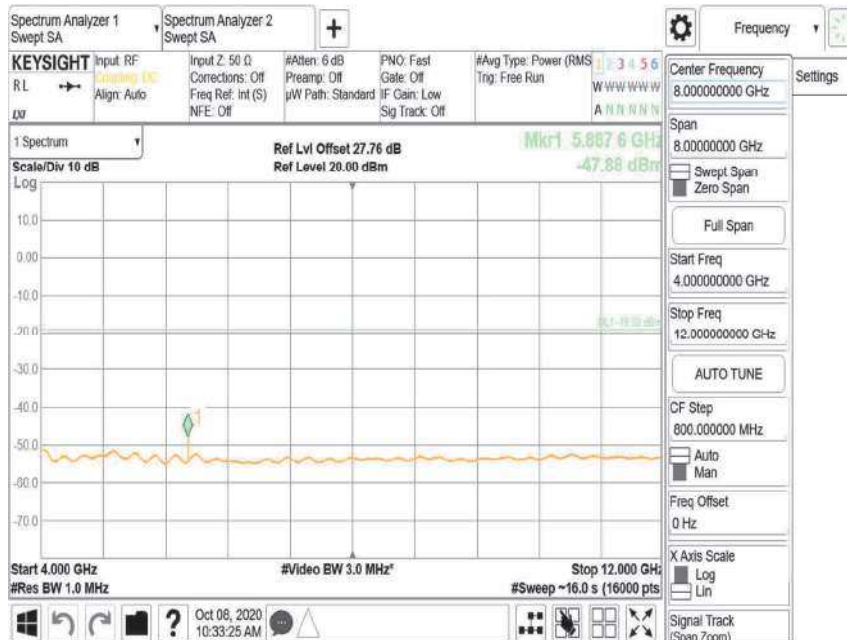 Spectrum Analyzer 1
Swept SA
Spectrum Analyzer 2
Swept SA
+
Frequency
KEYSIGHT
RL
Input: RF
Coupling: DC
Align: Auto
Input Z: 50 Ω
Corrections: Off
Freq Ref: Int (S)
NFE: Off
#Atten: 6 dB
Preamp: Off
µW Path: Standard
PNO: Fast
Gate: Off
IF Gain: Low
Sig Track: Off
#Avg Type: Power (RMS
Trig: Free Run
1 2 3 4 5 6
W W W W W W
A N N N N N
1 Spectrum
Scale/Div 10 dB
Log
Ref Lvl Offset 27.76 dB
Ref Level 20.00 dBm
Mkr1 5.887 6 GHz
-47.88 dBm
10.0
0.00
-10.0
-20.0
-30.0
-40.0
-50.0
-60.0
-70.0
1
Start 4.000 GHz
#Res BW 1.0 MHz
#Video BW 3.0 MHz*
Stop 12.000 GHz
#Sweep ~16.0 s (16000 pts
?
Oct 08, 2020
10:33:25 AM
Center Frequency
8.000000000 GHz
Settings
Span
8.00000000 GHz
Swept Span
Zero Span
Full Span
Start Freq
4.000000000 GHz
Stop Freq
12.000000000 GHz
AUTO TUNE
CF Step
800.000000 MHz
Auto
Man
Freq Offset
0 Hz
X Axis Scale
Log
Lin
Signal Track
(Span Zoom)